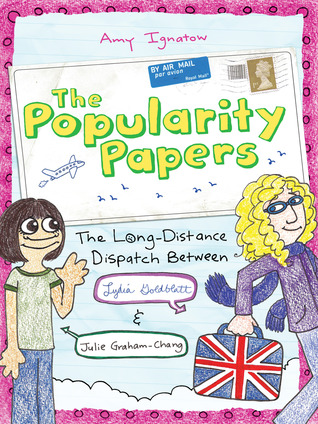 Amy Ignatow
BY AIR MAIL
par avion
Royal Mail®
The
Popularity
Papers
The Long-Distance
Dispatch Between
Lydia Goldblatt
&
Julie Graham-Chang